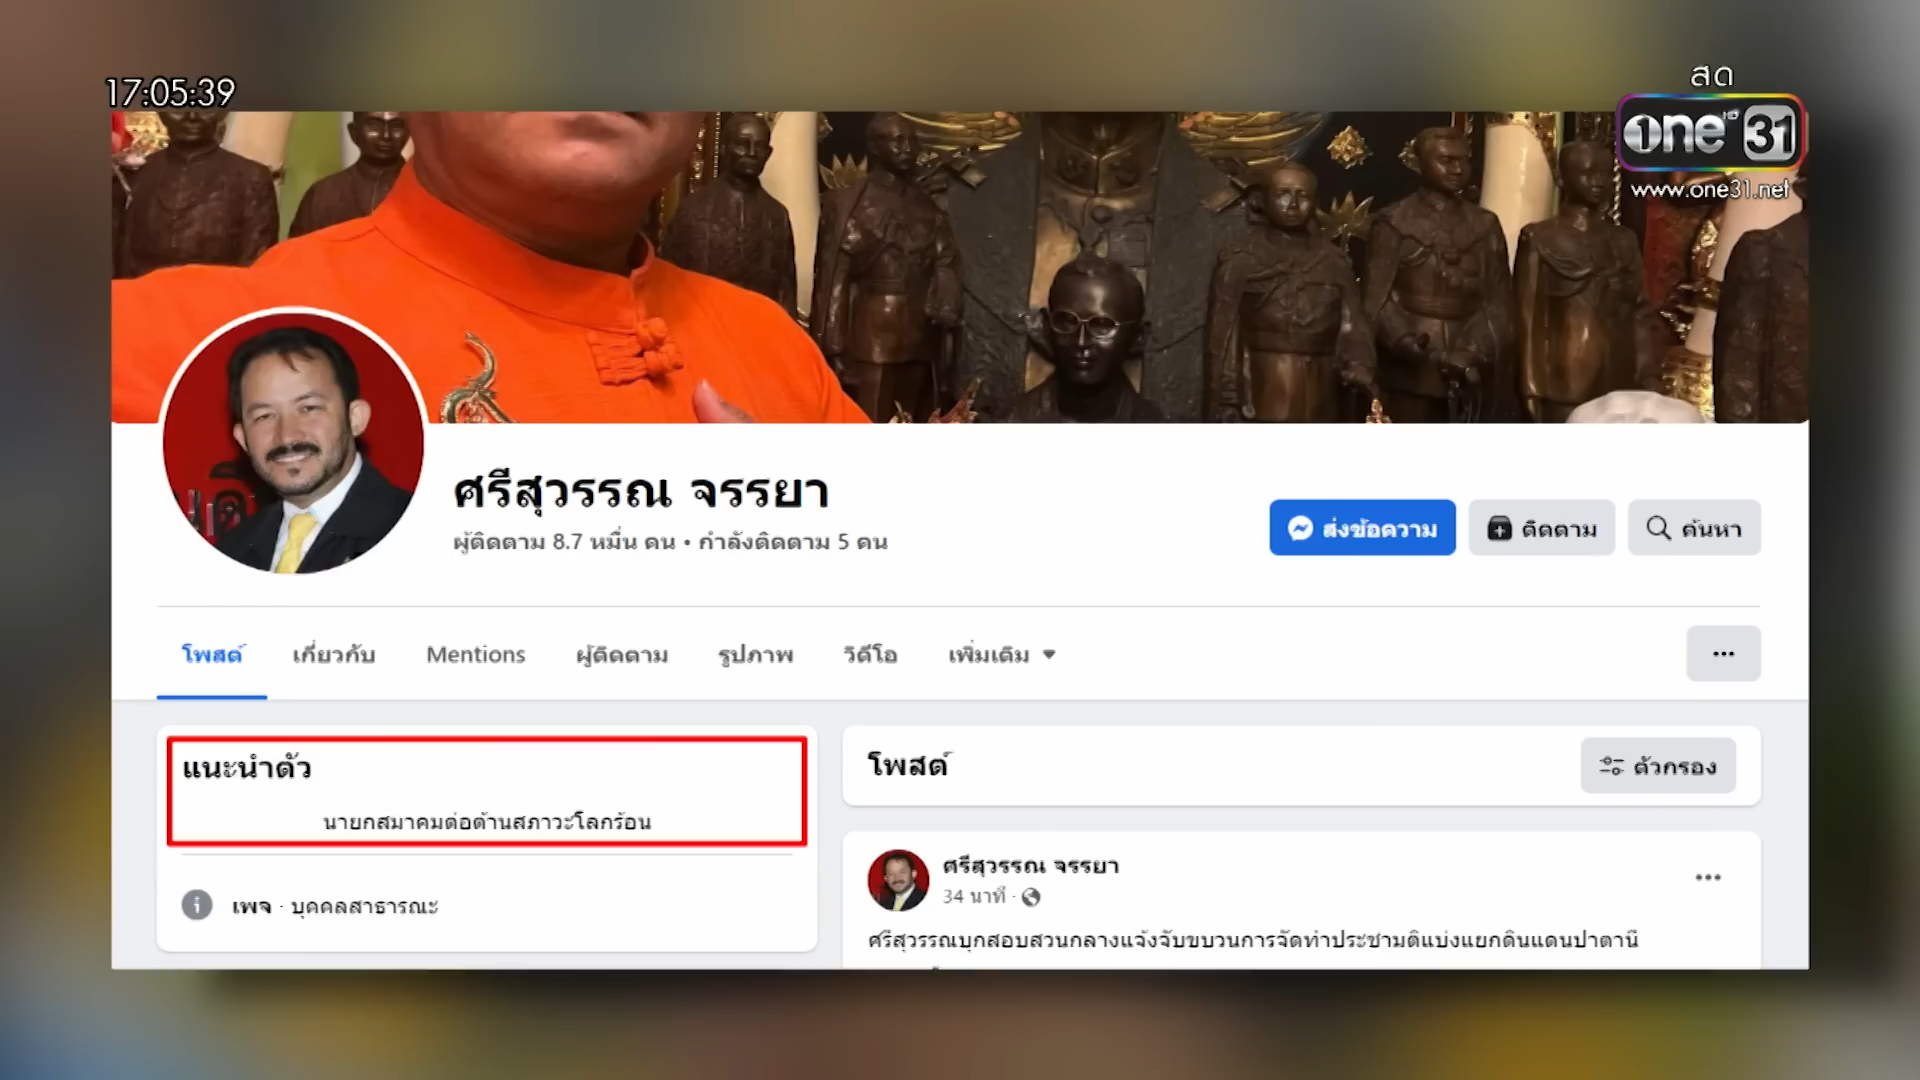 17:05:39
สด
one HD 31
www.one31.net
ศรีสุวรรณ จรรยา
ผู้ติดตาม 8.7 หมื่น คน • กำลังติดตาม 5 คน
ส่งข้อความ
ติดตาม
ค้นหา
โพสต์
เกี่ยวกับ
Mentions
ผู้ติดตาม
รูปภาพ
วิดีโอ
เพิ่มเติม
แนะนำตัว
นายกสมาคมต่อต้านสภาวะโลกร้อน
เพจ · บุคคลสาธารณะ
โพสต์
ตัวกรอง
ศรีสุวรรณ จรรยา
34 นาที ·
ศรีสุวรรณบุกสอบสวนกลางแจ้งจับขบวนการจัดทำประชามติแบ่งแยกดินแดนปาตานี